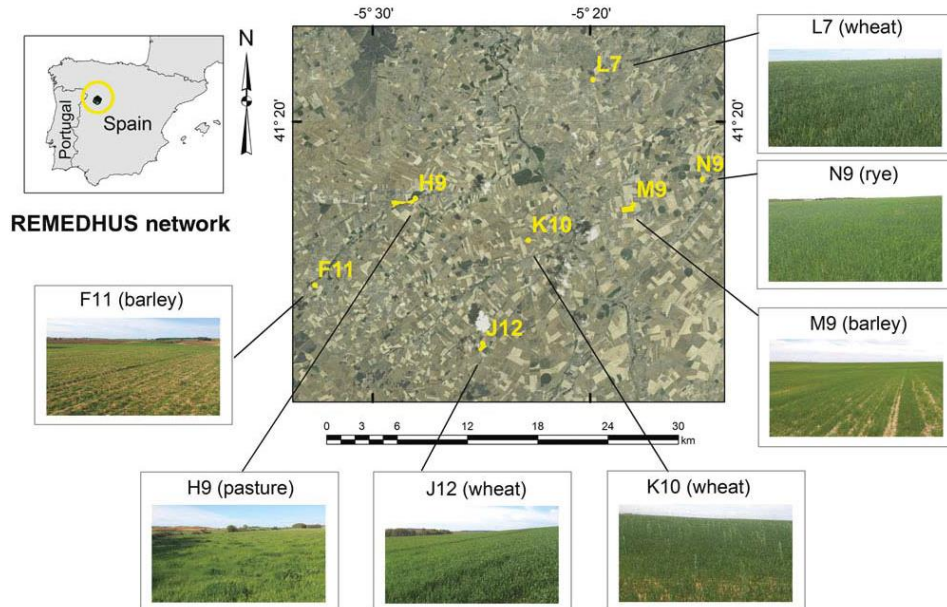 -5° 30'
-5° 20'
L7 (wheat)
N
L7
41° 20'
41° 20'
Portugal
Spain
N9
N9 (rye)
H9
M9
REMEDHUS network
K10
F11
F11 (barley)
M9 (barley)
J12
0 3 6 12 18 24 30
km
H9 (pasture)
J12 (wheat)
K10 (wheat)